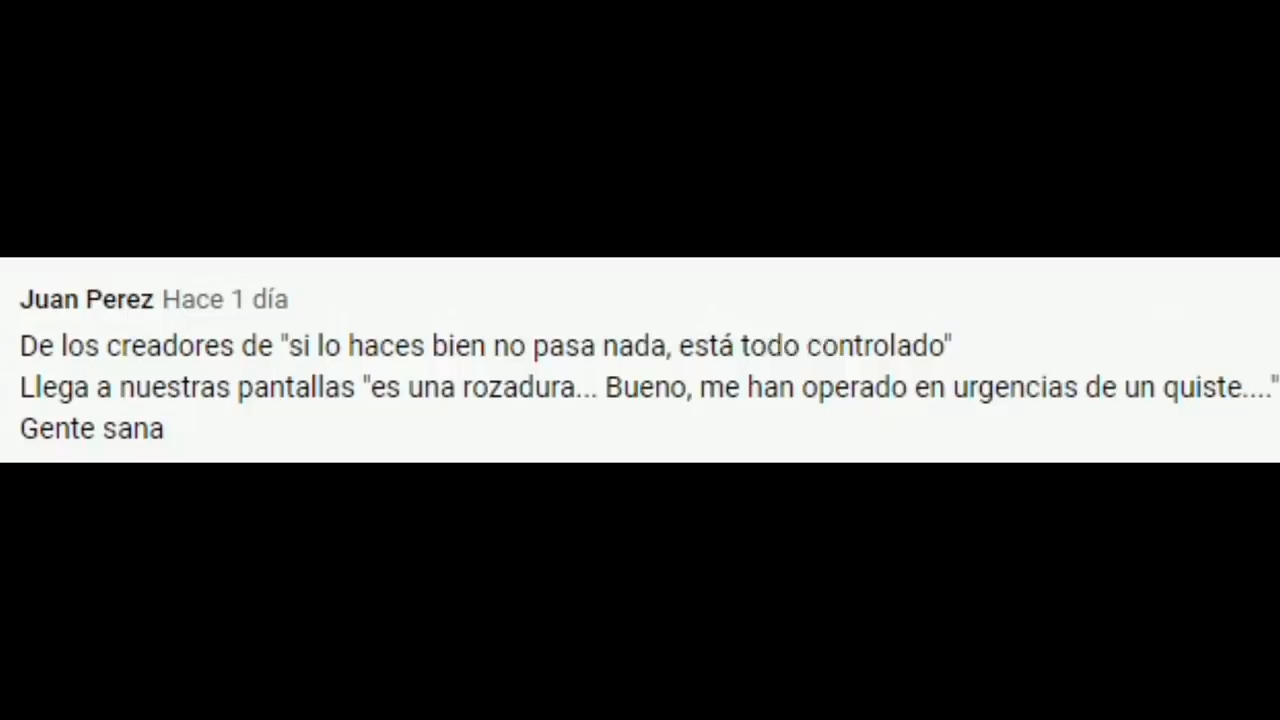 Juan Perez Hace 1 día
De los creadores de "si lo haces bien no pasa nada, está todo controlado"
Llega a nuestras pantallas "es una rozadura... Bueno, me han operado en urgencias de un quiste...."
Gente sana